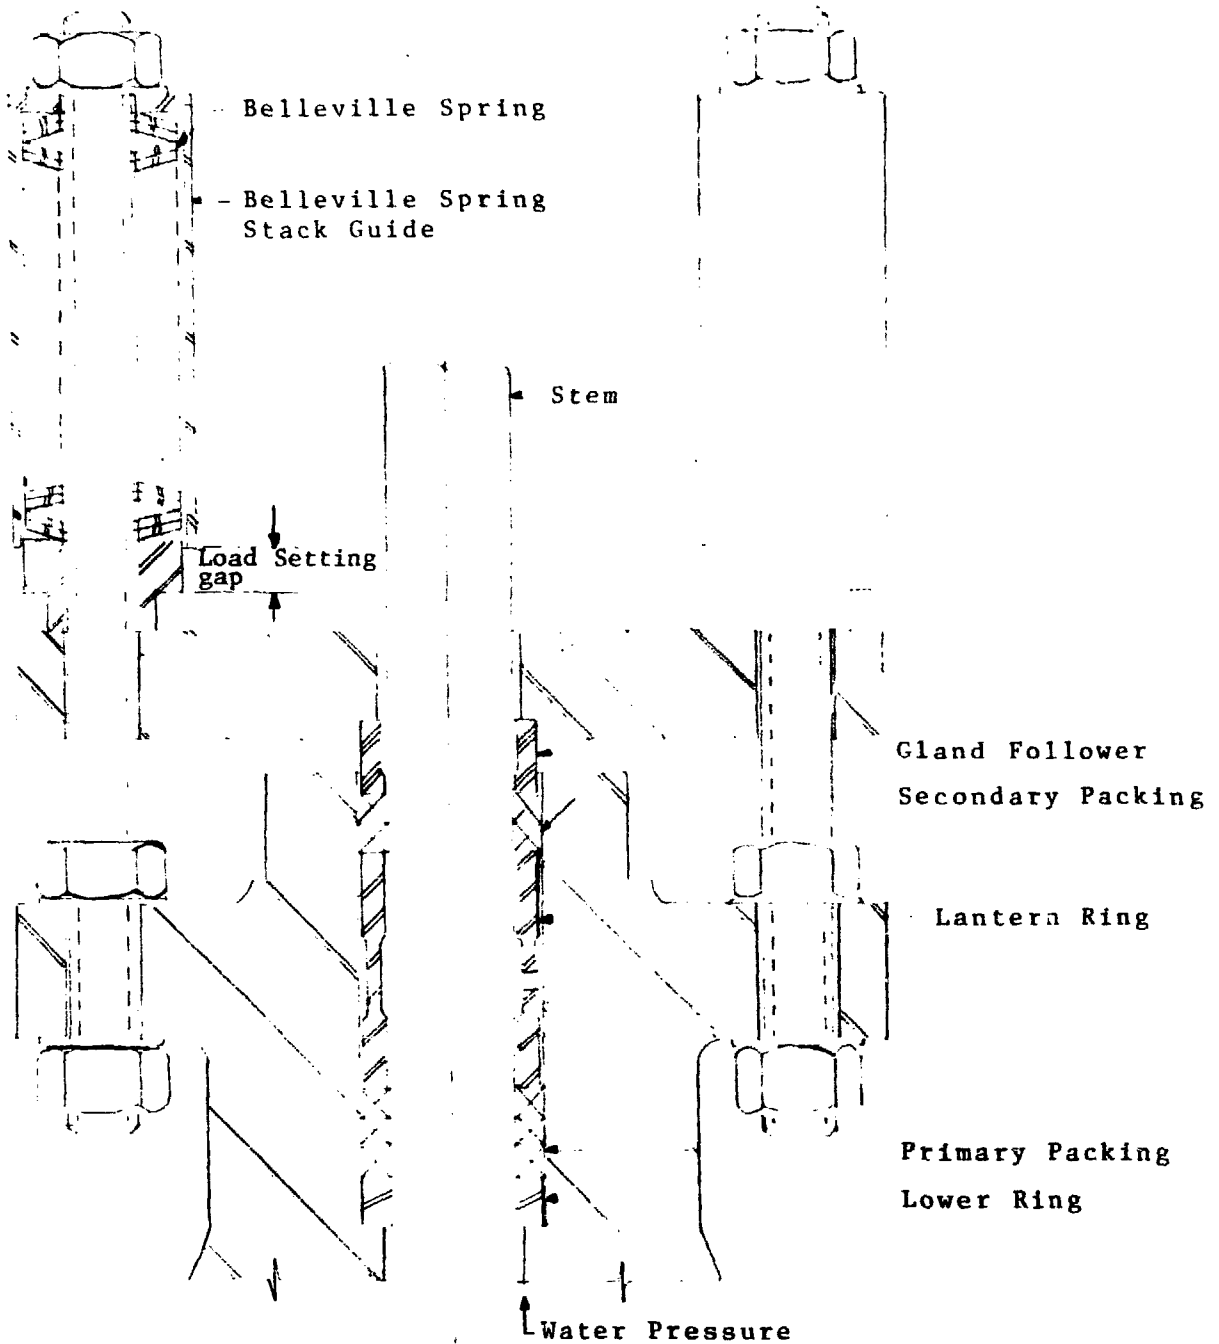 Belleville Spring
Belleville Spring
Stack Guide
Stem
Load Setting
gap
Gland Follower
Secondary Packing
Lantern Ring
Primary Packing
Lower Ring
Water Pressure